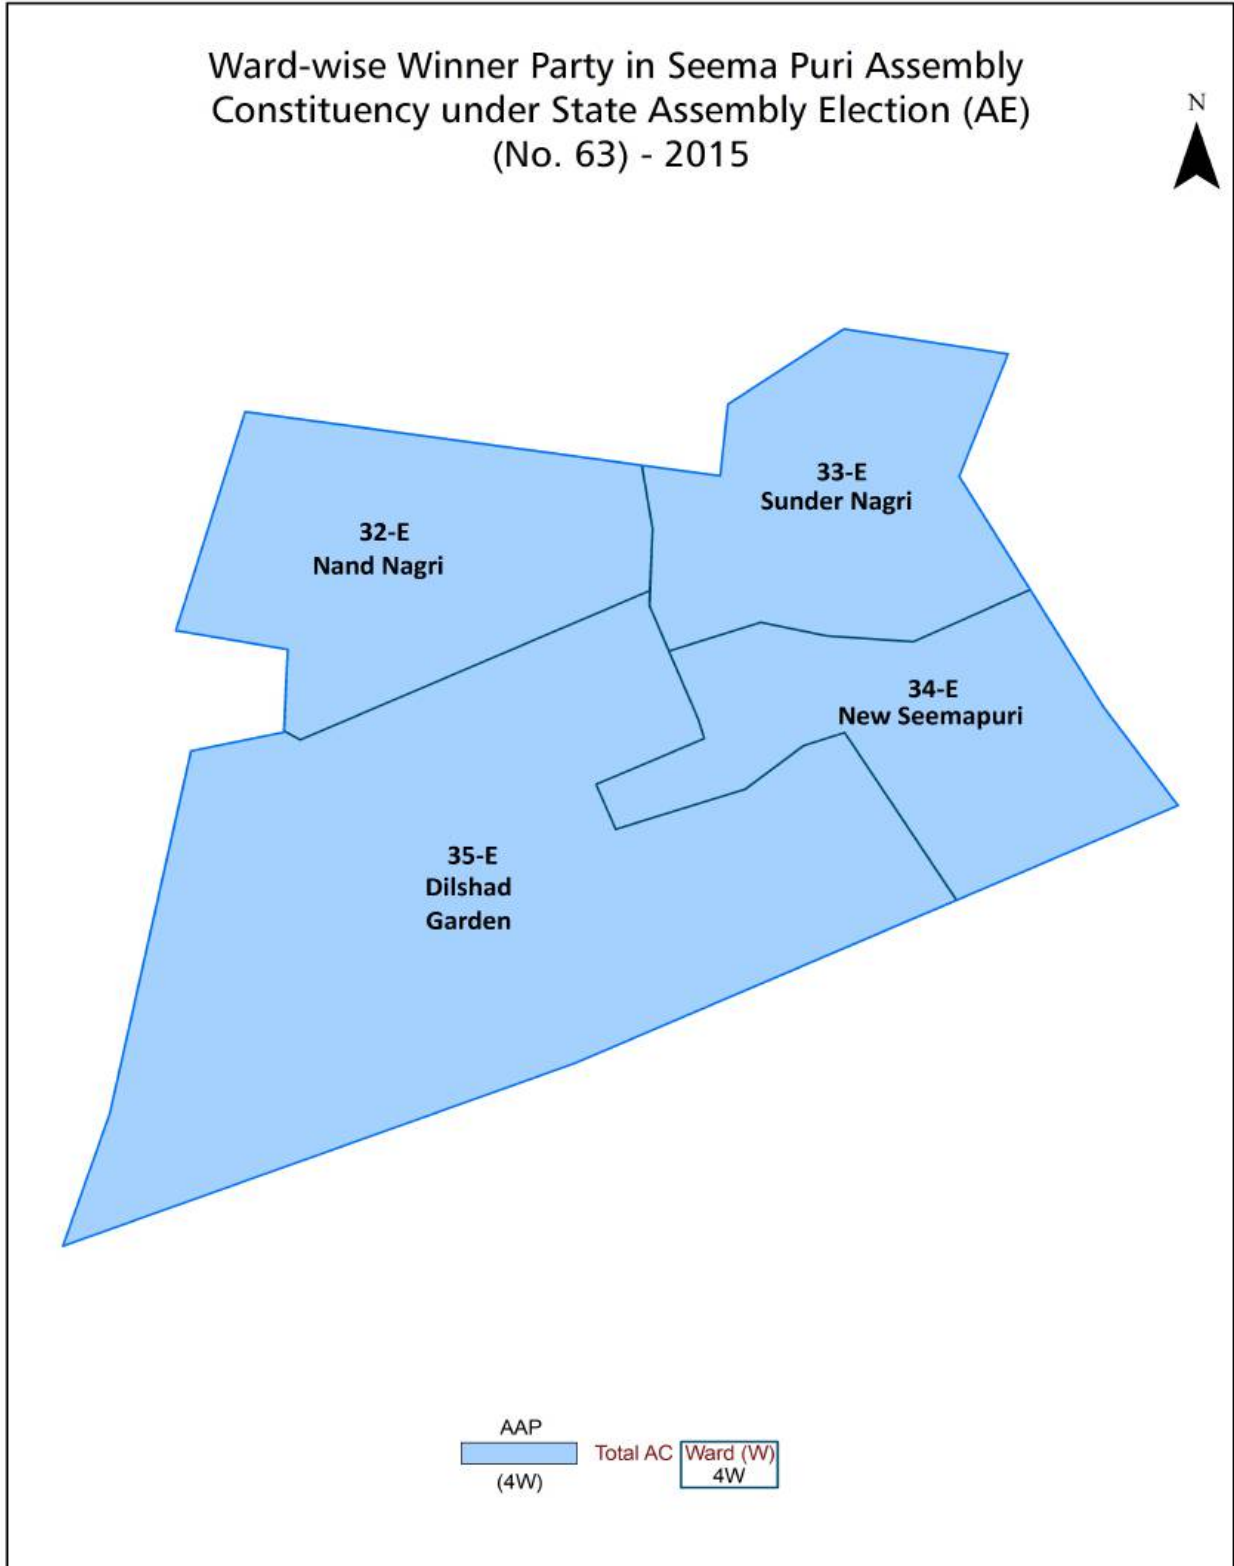 Ward-wise Winner Party in Seema Puri Assembly
Constituency under State Assembly Election (AE)
(No. 63) - 2015
N
33-E
Sunder Nagri
32-E
Nand Nagri
34-E
New Seemapuri
35-E
Dilshad
Garden
AAP
(4W)
Total AC
Ward (W)
4W